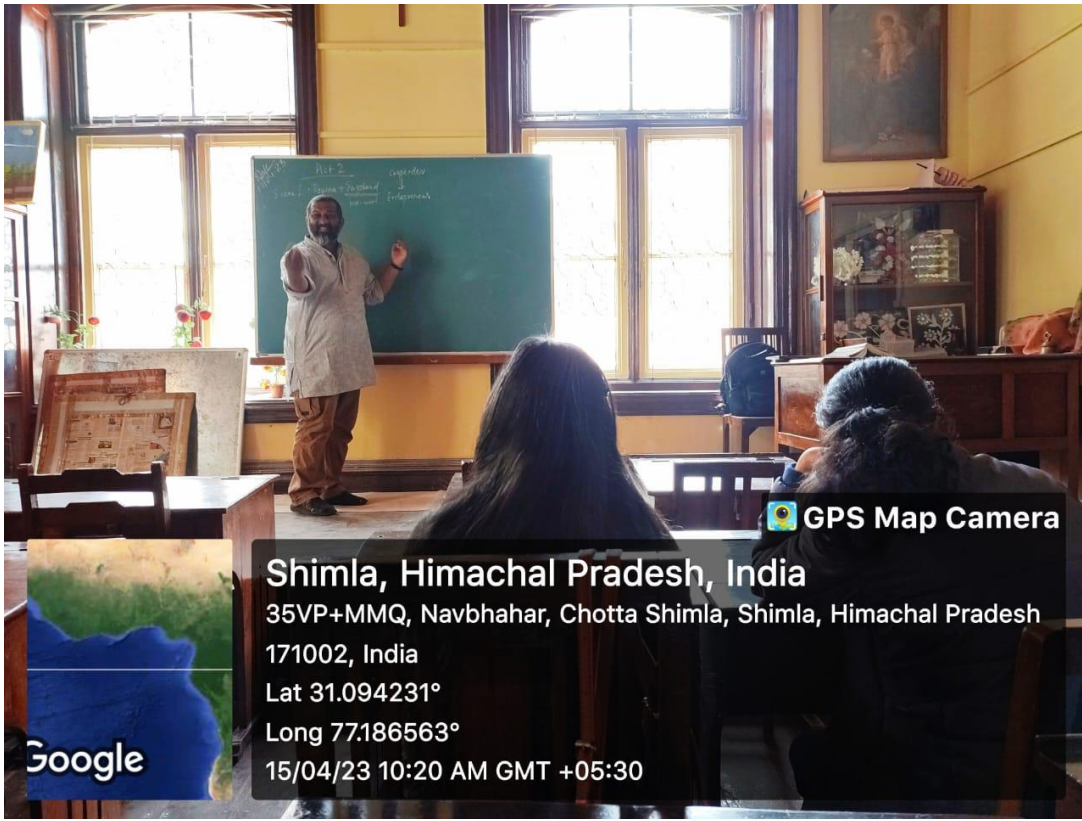 Act 2
GPS Map Camera
Shimla, Himachal Pradesh, India
35VP+MMQ, Navbhahar, Chotta Shimla, Shimla, Himachal Pradesh
171002, India
Lat 31.094231°
Long 77.186563°
15/04/23 10:20 AM GMT +05:30
Google